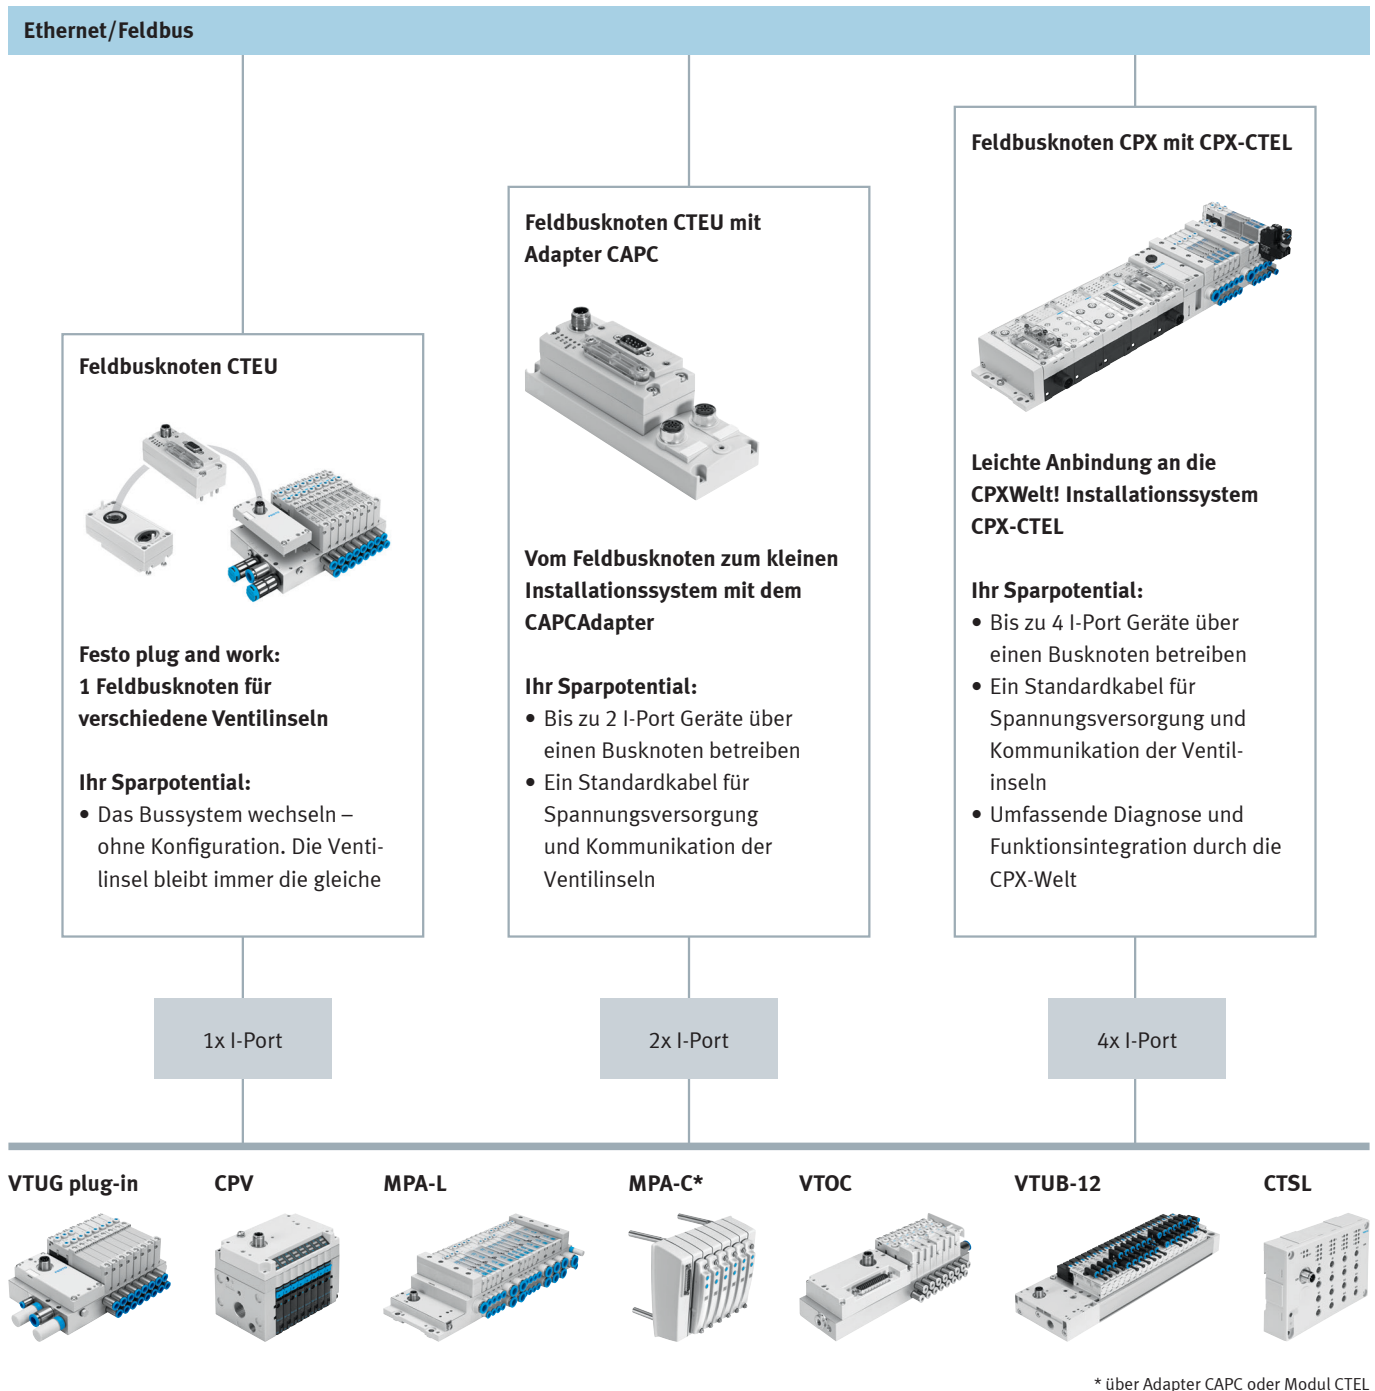 Ethernet/Feldbus
Feldbusknoten CTEU
Festo plug and work:
1 Feldbusknoten für
verschiedene Ventilinseln
Ihr Sparpotential:
• Das Bussystem wechseln –
ohne Konfiguration. Die Venti-
linsel bleibt immer die gleiche
Feldbusknoten CTEU mit
Adapter CAPC
Vom Feldbusknoten zum kleinen
Installationssystem mit dem
CAPCAdapter
Ihr Sparpotential:
• Bis zu 2 I-Port Geräte über
einen Busknoten betreiben
• Ein Standardkabel für
Spannungsversorgung
und Kommunikation der
Ventilinseln
Feldbusknoten CPX mit CPX-CTEL
Leichte Anbindung an die
CPXWelt! Installationssystem
CPX-CTEL
Ihr Sparpotential:
• Bis zu 4 I-Port Geräte über
einen Busknoten betreiben
• Ein Standardkabel für
Spannungsversorgung und
Kommunikation der Ventil-
inseln
• Umfassende Diagnose und
Funktionsintegration durch die
CPX-Welt
1x I-Port
2x I-Port
4x I-Port
VTUG plug-in
CPV
MPA-L
MPA-C*
VTOC
VTUB-12
CTSL
* über Adapter CAPC oder Modul CTEL